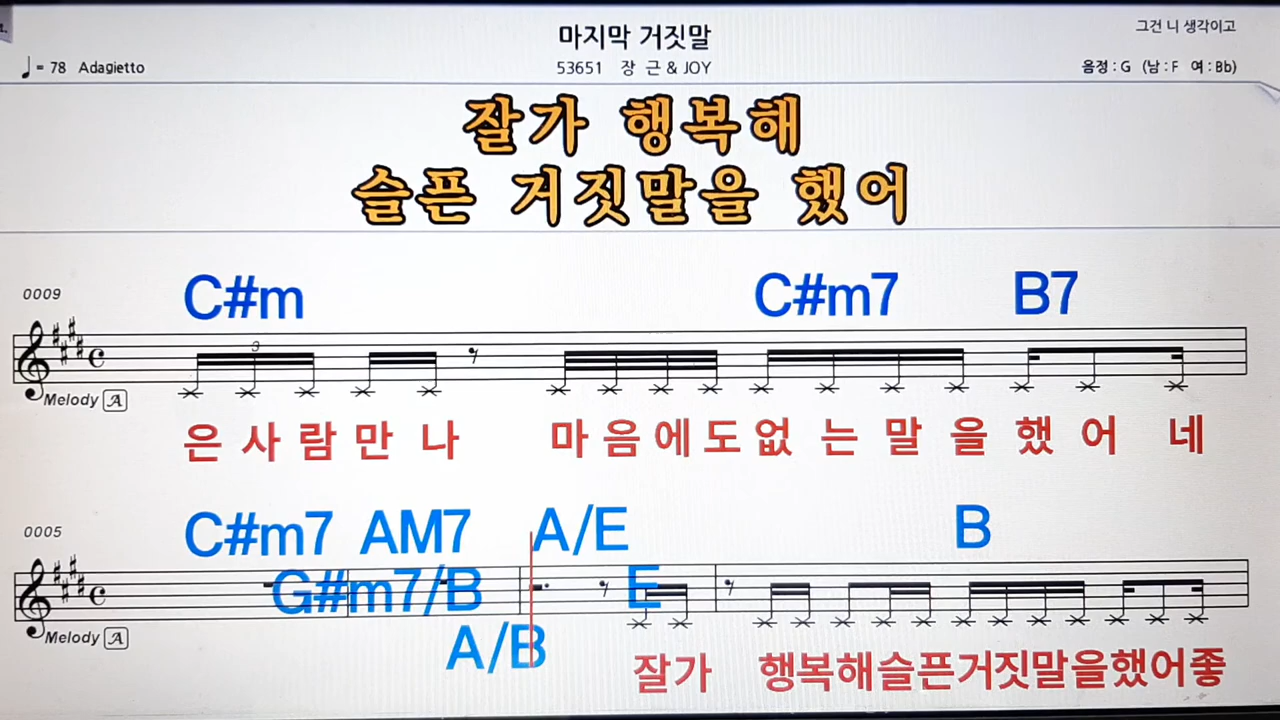 마지막 거짓말
그건 니 생각이고
♩= 78 Adagietto
53651 장 근 & JOY
음정 : G (남 : F 여 : Bb)
잘가 행복해
슬픈 거짓말을 했어
0009
C#m C#m7 B7
3
Melody A
은 사 람 만 나 마 음 에 도 없 는 말 을 했 어 네
0005
C#m7 AM7 A/E B
G#m7/B E
Melody A
A/B
잘가 행복해슬픈거짓말을했어좋